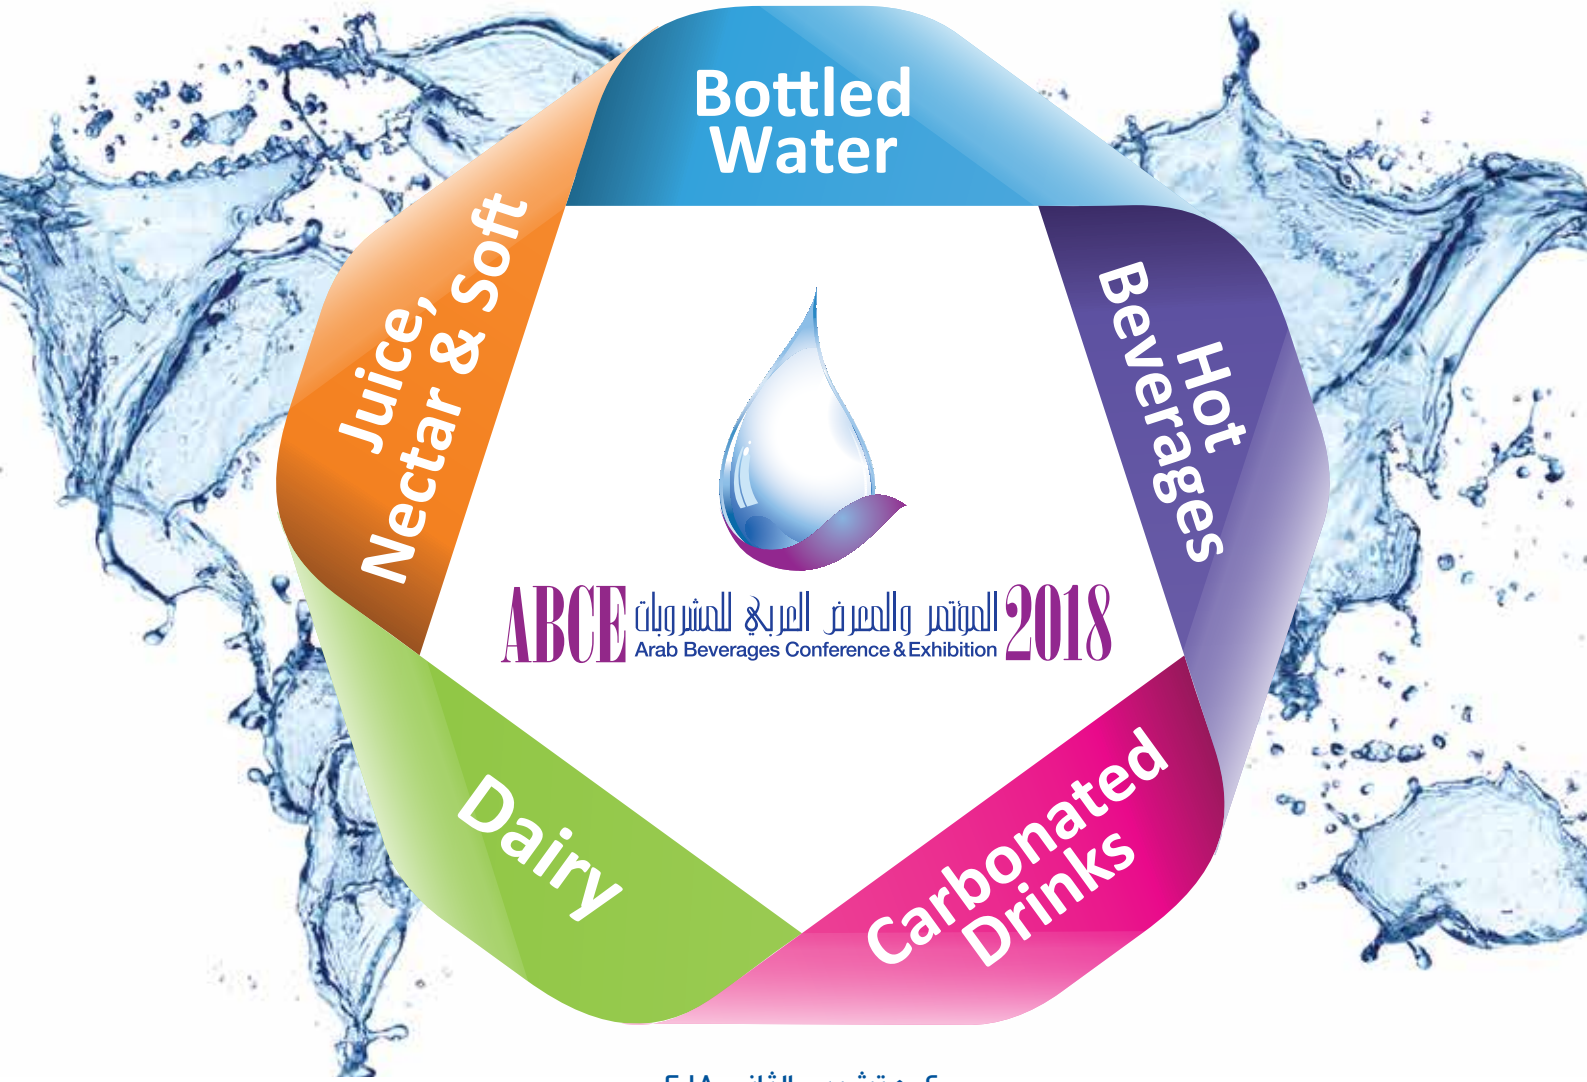 Bottled
Water
Juice,
Nectar & Soft
Hot
Beverages
ABCE
المؤتمر والمعرض العربي للمشروبات
Arab Beverages Conference & Exhibition
2018
Dairy
Carbonated
Drinks